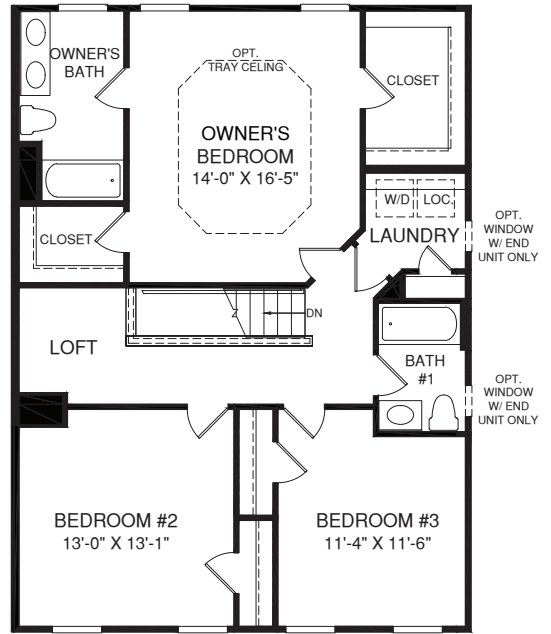 OWNER'S
BATH
OPT.
TRAY CELING
CLOSET
OWNER'S
BEDROOM
14'-0" X 16'-5"
W/D
LOC.
CLOSET
LAUNDRY
OPT.
WINDOW
W/ END
UNIT ONLY
DN
LOFT
BATH
#1
OPT.
WINDOW
W/ END
UNIT ONLY
BEDROOM #2
13'-0" X 13'-1"
BEDROOM #3
11'-4" X 11'-6"